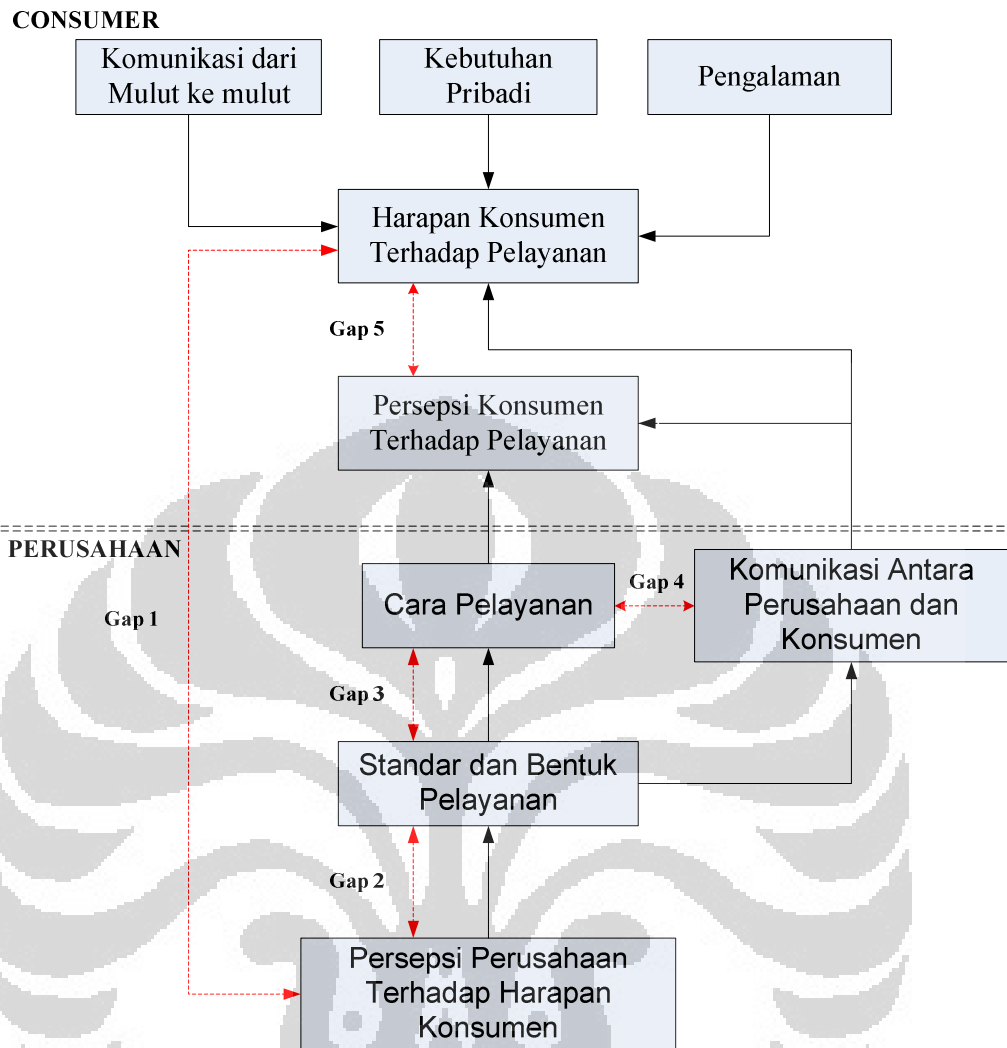 CONSUMER
Komunikasi dari
Mulut ke mulut
Kebutuhan
Pribadi
Pengalaman
Harapan Konsumen
Terhadap Pelayanan
Gap 5
Persepsi Konsumen
Terhadap Pelayanan
PERUSAHAAN
Gap 1
Cara Pelayanan
Gap 4
Komunikasi Antara
Perusahaan dan
Konsumen
Gap 3
Standar dan Bentuk
Pelayanan
Gap 2
Persepsi Perusahaan
Terhadap Harapan
Konsumen